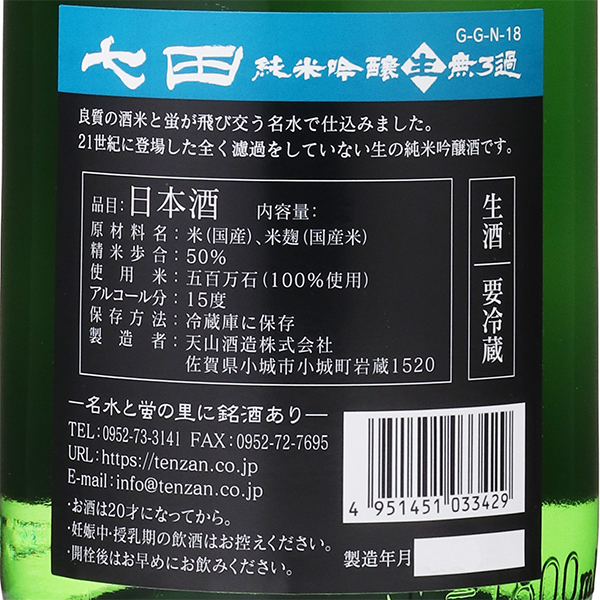 G-G-N-18
七田 純米吟醸 生 無ろ過
良質の酒米と蛍が飛び交う名水で仕込みました。
21世紀に登場した全く濾過をしていない生の純米吟醸酒です。
品目:日本酒 内容量:
原材料名:米(国産)、米麹(国産米)
精米歩合:50%
使用米:五百万石(100%使用)
アルコール分:15度
保存方法:冷蔵庫に保存
製造者:天山酒造株式会社
佐賀県小城市小城町岩蔵1520
生酒 要冷蔵
―名水と蛍の里に銘酒あり―
TEL:0952-73-3141 FAX:0952-72-7695
URL:https://tenzan.co.jp
E-mail:info@tenzan.co.jp
・お酒は20才になってから。
・妊娠中・授乳期の飲酒はお控えください。
・開栓後はお早めにお飲みください。
4 951451 033429
製造年月